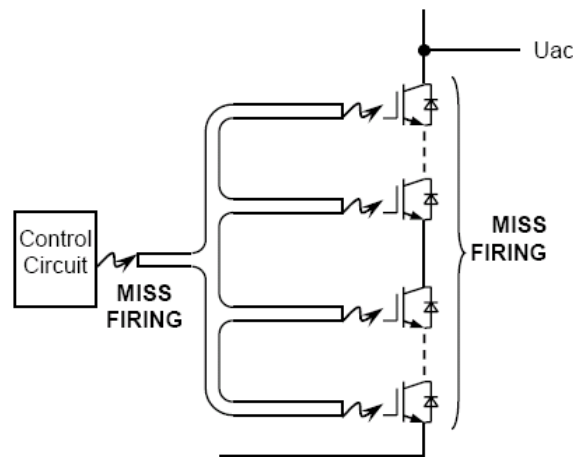 Uac
Control
Circuit
MISS
FIRING
MISS
FIRING